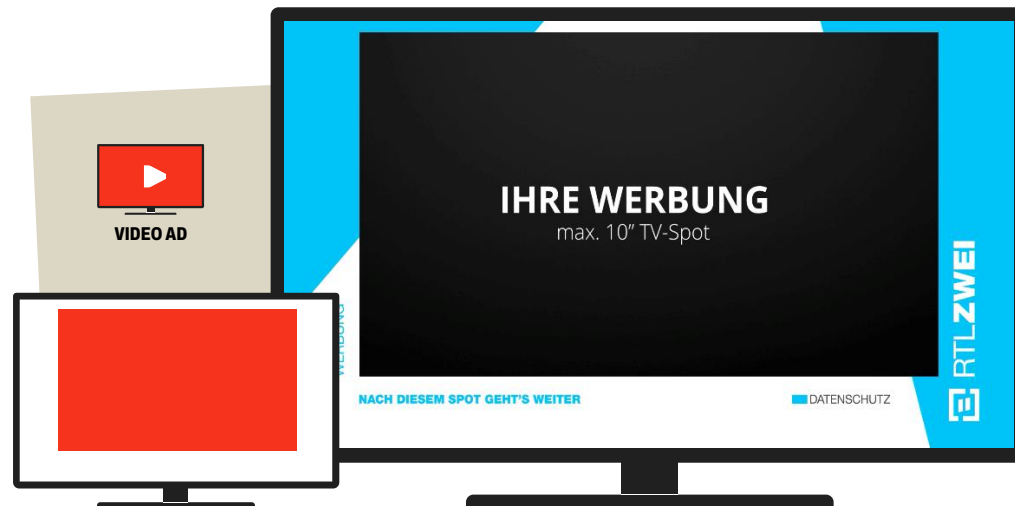 VIDEO AD
IHRE WERBUNG
max. 10” TV-Spot
WERBUNG
NACH DIESEM SPOT GEHT'S WEITER
DATENSCHUTZ
RTLZWEI